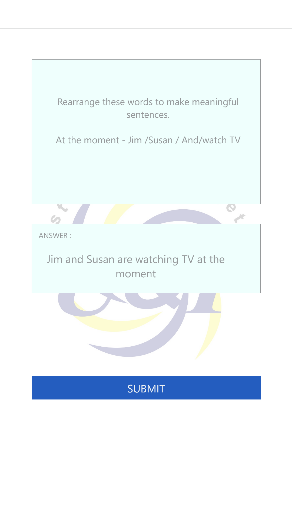 Rearrange these words to make meaningful
sentences.
At the moment - Jim /Susan / And/watch TV
ANSWER :
Jim and Susan are watching TV at the
moment
SUBMIT